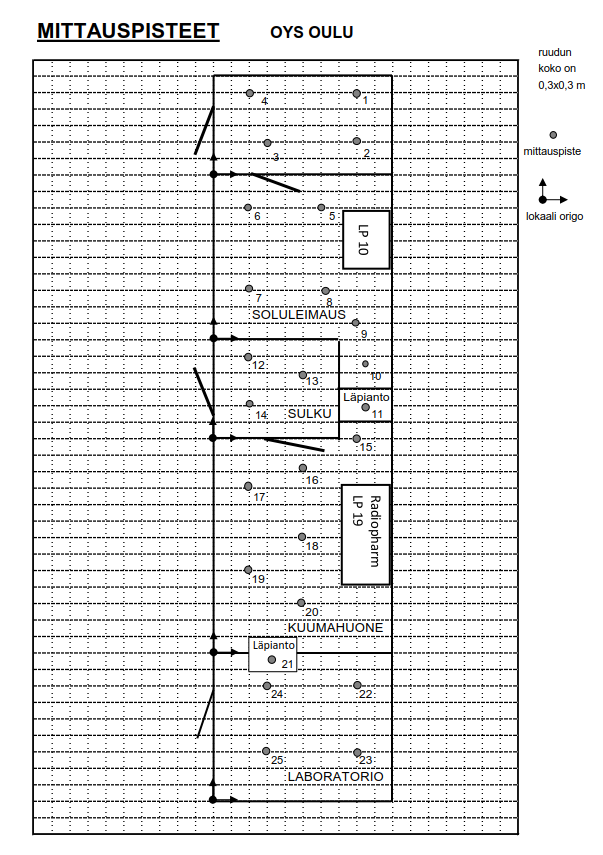 MITTAUSPISTEET OYS OULU
ruudun
koko on
0,3x0,3 m
mittauspiste
lokaali origo
4
1
3
2
6
5
LP 10
7
8
SOLULEIMAUS
9
12
10
13
Läpianto
14
SULKU
11
15
16
17
Radiopharm
LP 19
18
19
20
KUUMAHUONE
Läpianto
21
24
22
25
23
LABORATORIO